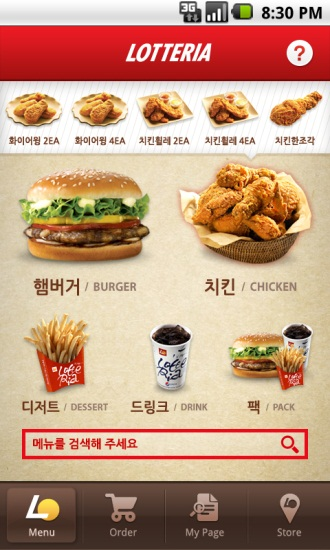 3G 8:30 PM
LOTTERIA ?
화이어윙 2EA 화이어윙 4EA 치킨휠레 2EA 치킨휠레 4EA 치킨한조각
햄버거 / BURGER 치킨 / CHICKEN
디저트 / DESSERT 드링크 / DRINK 팩 / PACK
메뉴를 검색해 주세요
Menu Order My Page Store